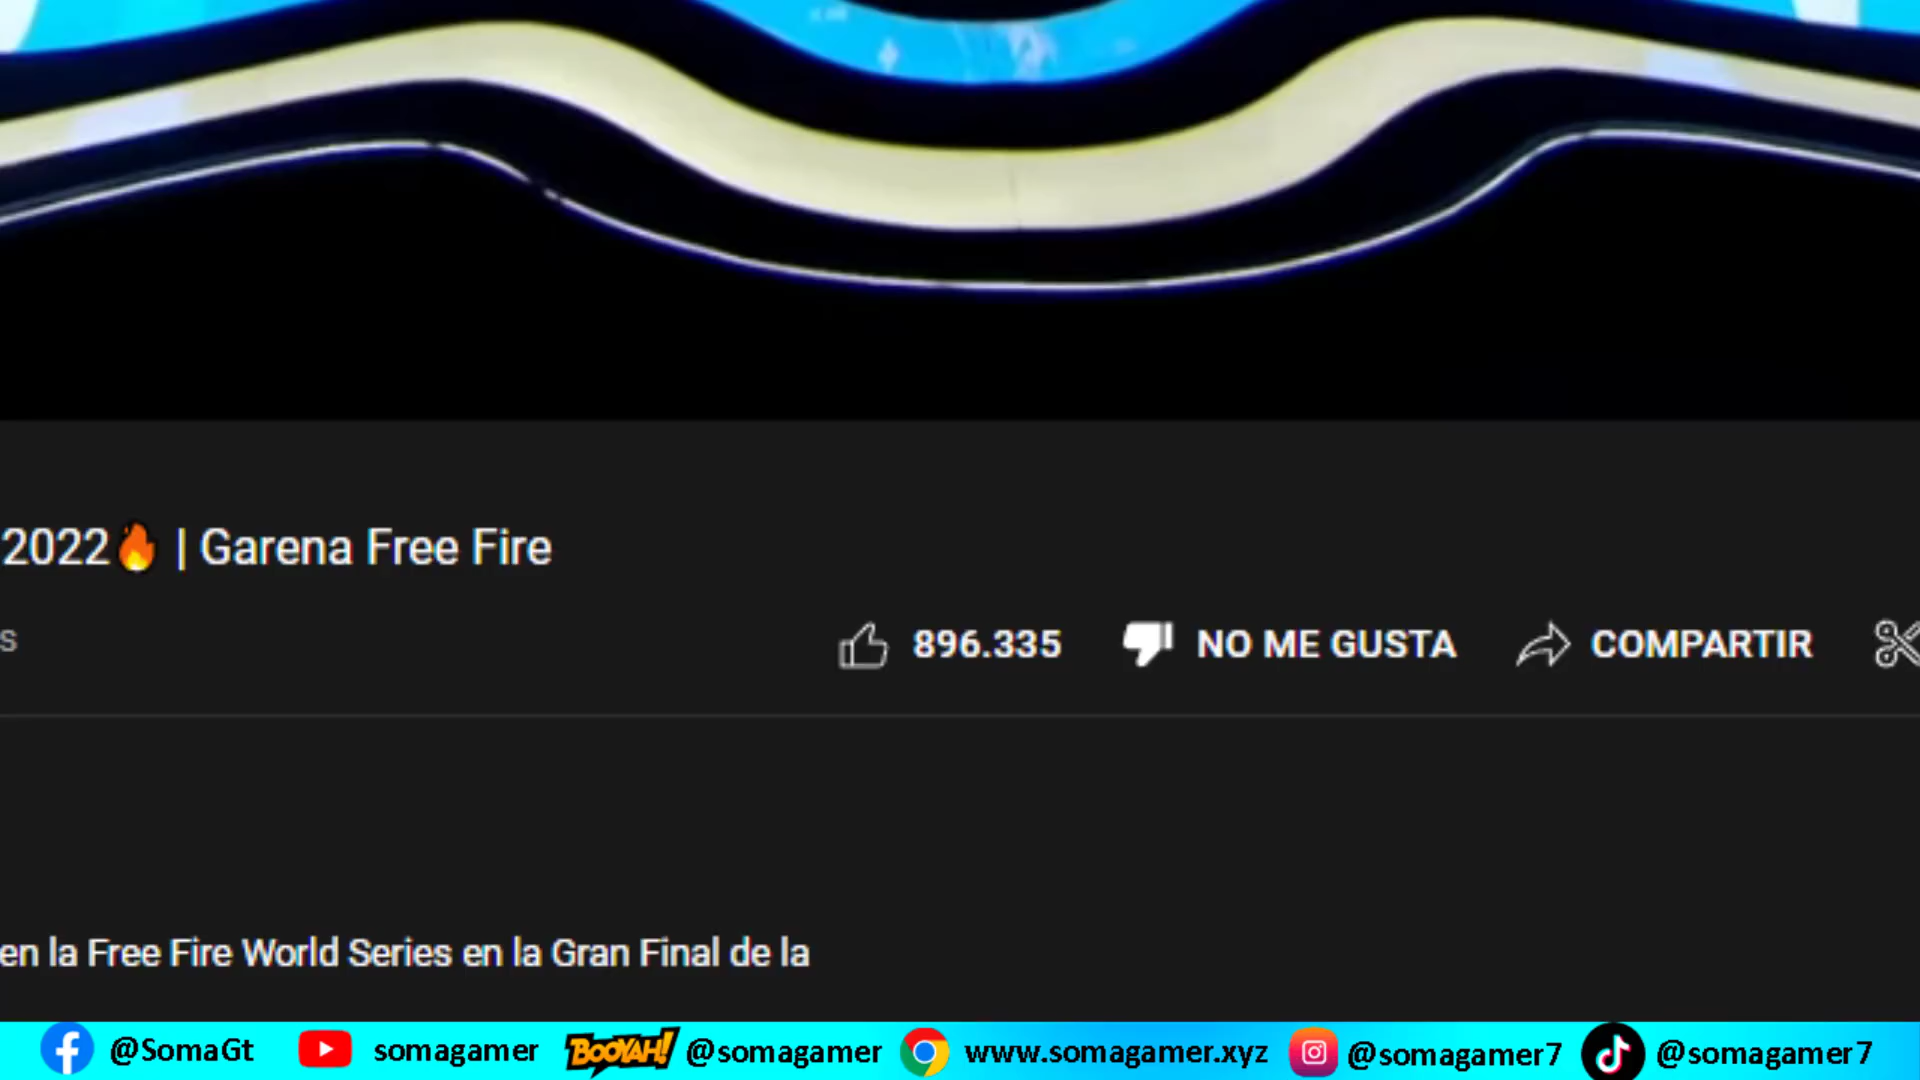 2022🔥 | Garena Free Fire
s
896.335 NO ME GUSTA COMPARTIR
en la Free Fire World Series en la Gran Final de la
@SomaGt somagamer BOOYAH! @somagamer www.somagamer.xyz @somagamer7 @somagamer7